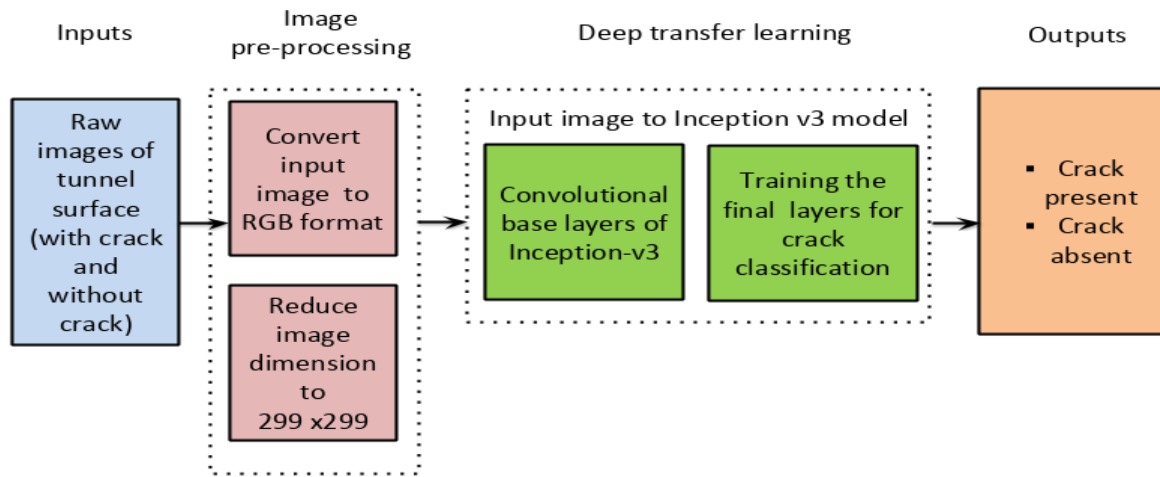 Inputs
Image
pre-processing
Deep transfer learning
Outputs
Raw
images of
tunnel
surface
(with crack
and
without
crack)
Convert
input
image to
RGB format
Reduce
image
dimension
to
299 x299
Input image to Inception v3 model
Convolutional
base layers of
Inception-v3
Training the
final layers for
crack
classification
▪ Crack
present
▪ Crack
absent